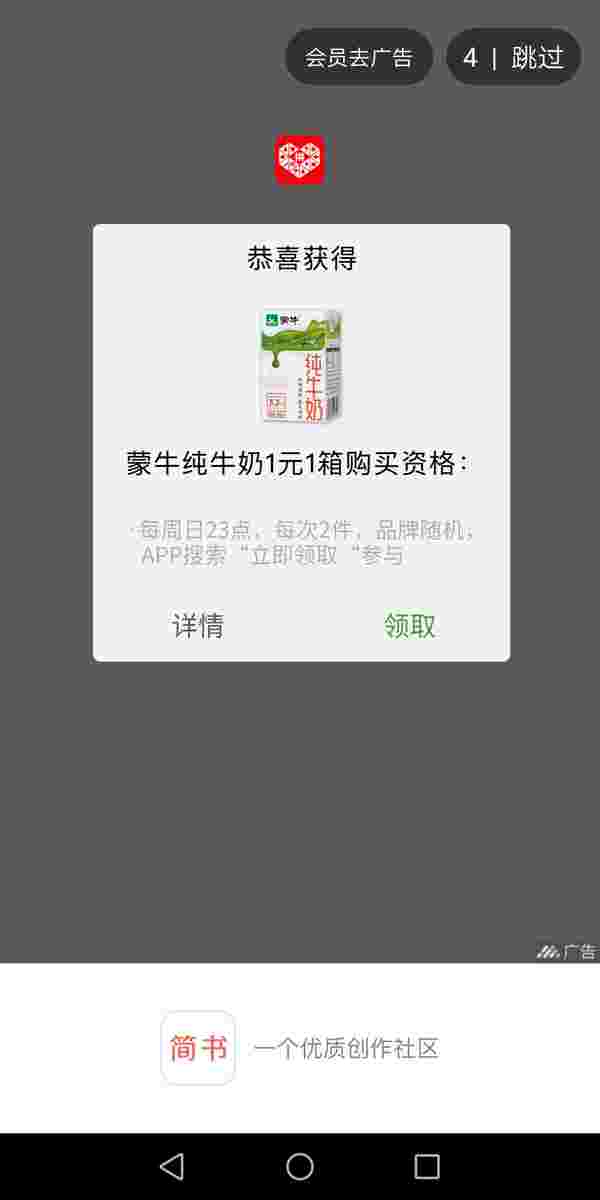 会员去广告
4 | 跳过
拼
恭喜获得
蒙牛
纯牛奶
蒙牛纯牛奶1元1箱购买资格：
·每周日23点，每次2件，品牌随机，
APP搜索“立即领取“参与
详情
领取
广告
简书
一个优质创作社区